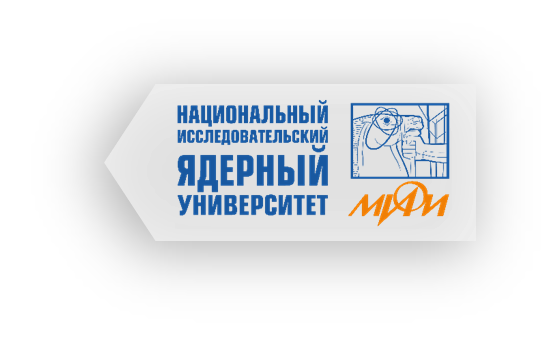 НАЦИОНАЛЬНЫЙ
ИССЛЕДОВАТЕЛЬСКИЙ
ЯДЕРНЫЙ
УНИВЕРСИТЕТ
МИФИ